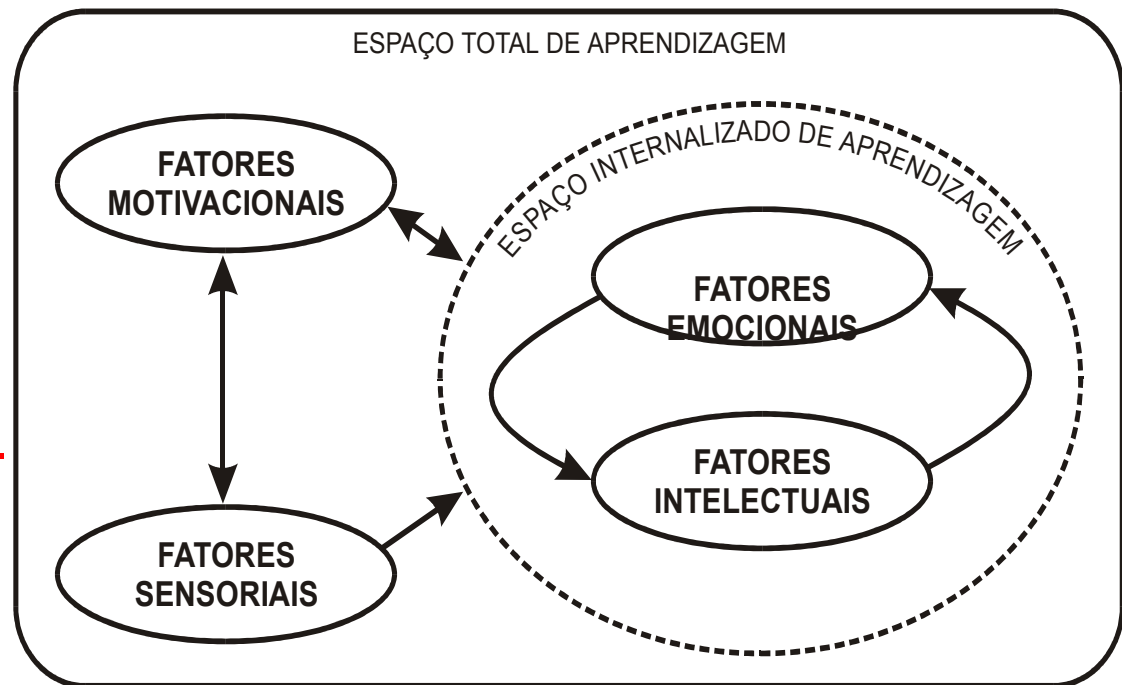 ESPAÇO TOTAL DE APRENDIZAGEM
FATORES
MOTIVACIONAIS
ESPAÇO INTERNALIZADO DE APRENDIZAGEM
FATORES
EMOCIONAIS
FATORES
INTELECTUAIS
FATORES
SENSORIAIS